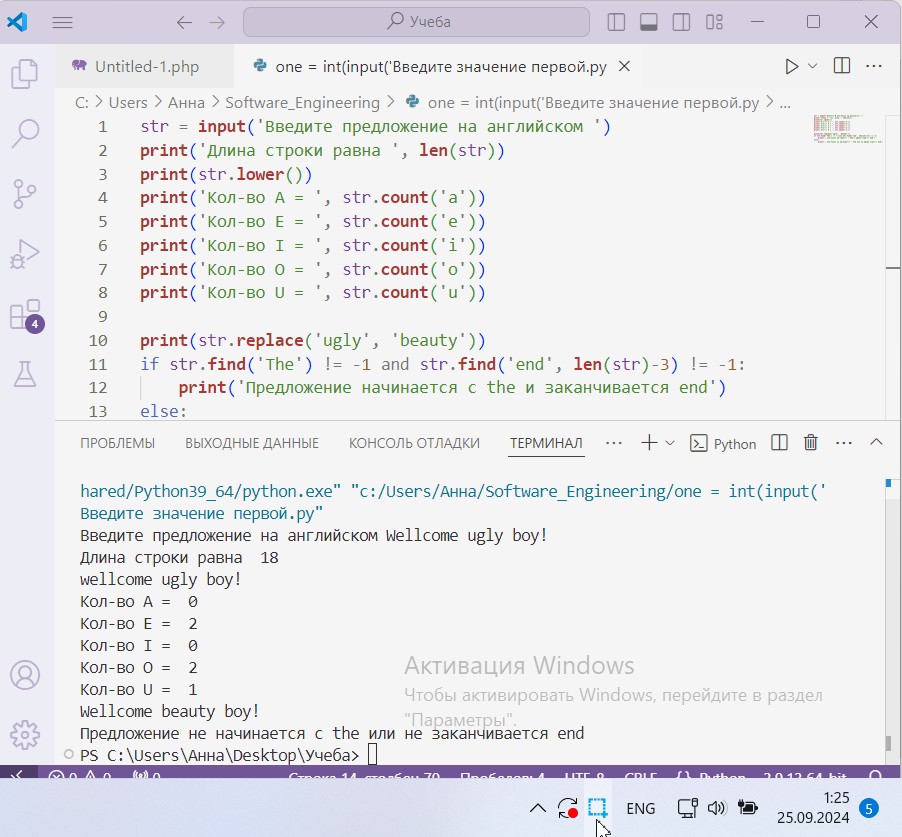 Учеба
Untitled-1.php
one = int(input('Введите значение первой.py
C: > Users > Анна > Software_Engineering > one = int(input('Введите значение первой.py > ...
1 str = input('Введите предложение на английском ')
2 print('Длина строки равна ', len(str))
3 print(str.lower())
4 print('Кол-во A = ', str.count('a'))
5 print('Кол-во E = ', str.count('e'))
6 print('Кол-во I = ', str.count('i'))
7 print('Кол-во O = ', str.count('o'))
8 print('Кол-во U = ', str.count('u'))
9
10 print(str.replace('ugly', 'beauty'))
11 if str.find('The') != -1 and str.find('end', len(str)-3) != -1:
12 print('Предложение начинается с the и заканчивается end')
13 else:
4
ПРОБЛЕМЫ ВЫХОДНЫЕ ДАННЫЕ КОНСОЛЬ ОТЛАДКИ ТЕРМИНАЛ ... Python ...
hared/Python39_64/python.exe" "c:/Users/Анна/Software_Engineering/one = int(input('
Введите значение первой.py"
Введите предложение на английском Wellcome ugly boy!
Длина строки равна  18
wellcome ugly boy!
Кол-во A =  0
Кол-во E =  2
Кол-во I =  0
Кол-во O =  2
Кол-во U =  1
Wellcome beauty boy!
Предложение не начинается с the или не заканчивается end
PS C:\Users\Анна\Desktop\Учеба>
Активация Windows
Чтобы активировать Windows, перейдите в раздел
"Параметры".
0 0 0 Строка 14, столбец 70 Пробелов: 4 UTF-8 CRLF {} Python 3.9.13 64-bit
ENG
1:25
25.09.2024
5